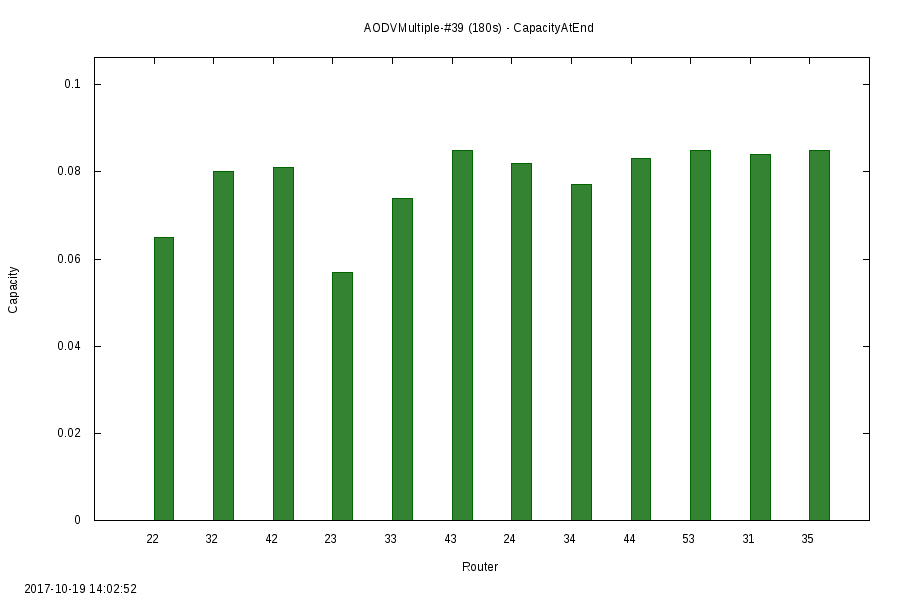 AODVMultiple-#39 (180s) - CapacityAtEnd
0.1
0.08
0.06
0.04
0.02
0
Capacity
22 32 42 23 33 43 24 34 44 53 31 35
Router
2017-10-19 14:02:52